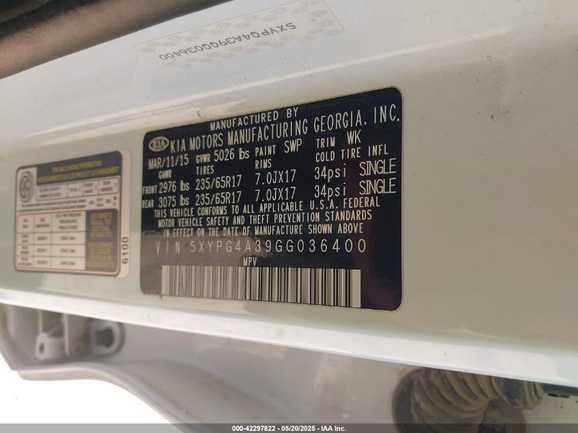 5XYPG4A39GG036400
MANUFACTURED BY
KIA KIA MOTORS MANUFACTURING GEORGIA, INC.
MAR/11/15 GVWR 5026 lbs PAINT SWP TRIM WK
GAWR TIRES RIMS COLD TIRE INFL
FRONT 2976 lbs 235/65R17 7.0JX17 34psi SINGLE
REAR 3075 lbs 235/65R17 7.0JX17 34psi SINGLE
THIS VEHICLE CONFORMS TO ALL APPLICABLE U.S.A. FEDERAL
MOTOR VEHICLE SAFETY AND THEFT PREVENTION STANDARDS
IN EFFECT ON THE DATE OF MANUFACTURE SHOWN ABOVE.
VIN 5XYPG4A39GG036400
MPV
6100
000-42297822 - 05/20/2025 - IAA Inc.